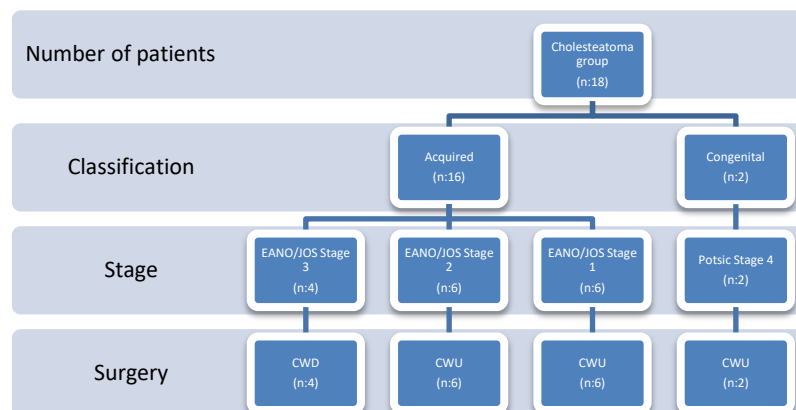 Number of patients
Cholesteatoma
group
(n:18)
Classification
Acquired
(n:16)
Congenital
(n:2)
Stage
EANO/JOS Stage
3
(n:4)
EANO/JOS Stage
2
(n:6)
EANO/JOS Stage
1
(n:6)
Potsic Stage 4
(n:2)
Surgery
CWD
(n:4)
CWU
(n:6)
CWU
(n:6)
CWU
(n:2)